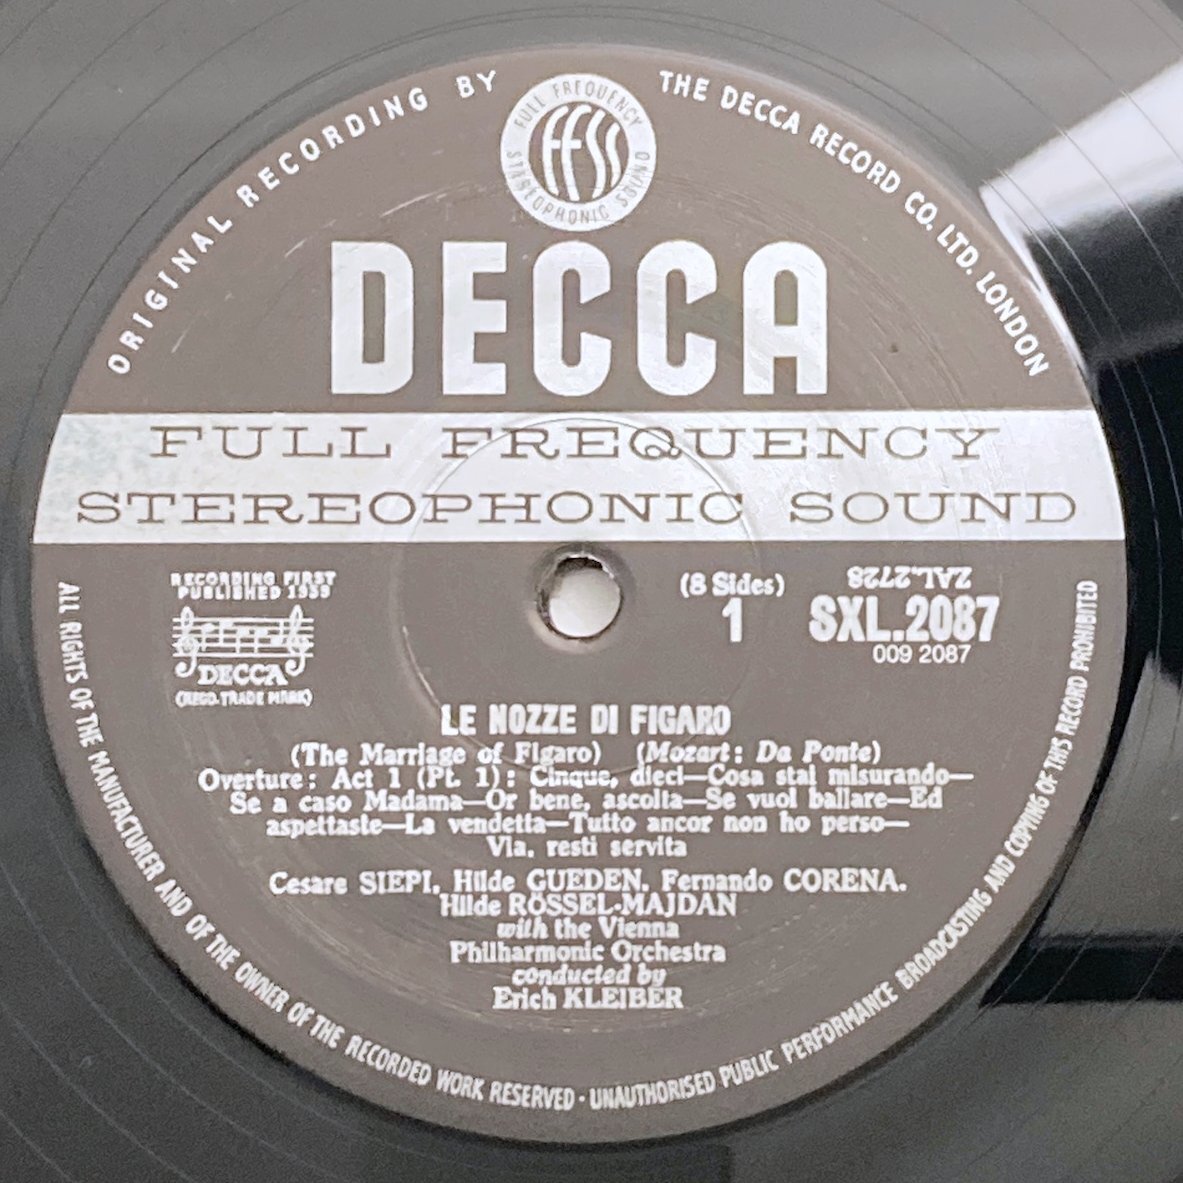 ORIGINAL RECORDING BY THE DECCA RECORD CO. LTD. LONDON
FULL FREQUENCY
FFSS
STEREOPHONIC SOUND
DECCA
FULL FREQUENCY
STEREOPHONIC SOUND
RECORDING FIRST
PUBLISHED 1959
DECCA
(REGD. TRADE MARK)
(8 Sides)
1
ZAL.2728
SXL.2087
009 2087
LE NOZZE DI FIGARO
(The Marriage of Figaro) (Mozart: Da Ponte)
Overture: Act 1 (Pt. 1): Cinque, dieci—Cosa stai misurando—
Se a caso Madama—Or bene, ascolta—Se vuol ballare—Ed
aspettaste—La vendetta—Tutto ancor non ho perso—
Via, resti servita
Cesare SIEPI, Hilde GUEDEN, Fernando CORENA,
Hilde RÖSSEL-MAJDAN
with the Vienna
Philharmonic Orchestra
conducted by
Erich KLEIBER
ALL RIGHTS OF THE MANUFACTURER AND OF THE OWNER OF THE RECORDED WORK RESERVED · UNAUTHORISED PUBLIC PERFORMANCE BROADCASTING AND COPYING OF THIS RECORD PROHIBITED